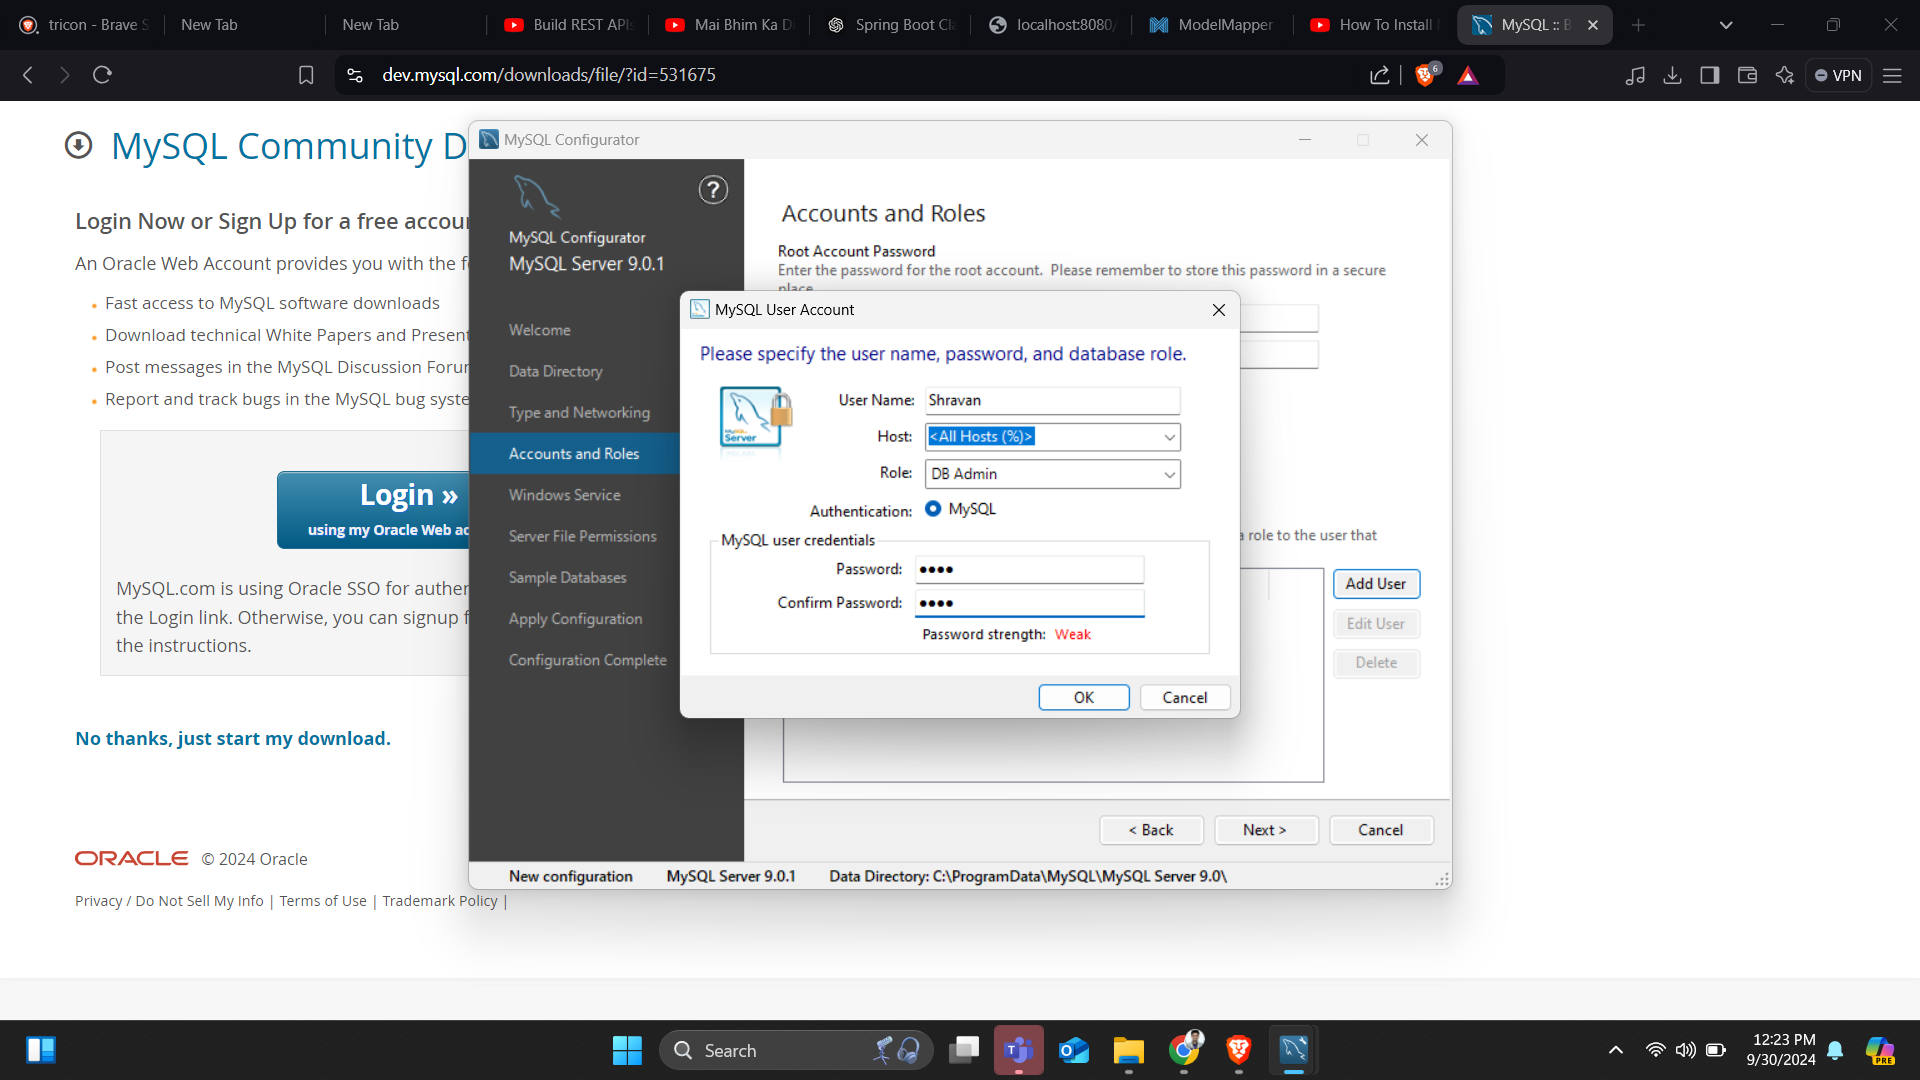 tricon - Brave S
New Tab
New Tab
Build REST APIs
Mai Bhim Ka Di
Spring Boot Cla
localhost:8080/
ModelMapper
How To Install
MySQL :: B
dev.mysql.com/downloads/file/?id=531675
6
VPN
MySQL Community D
Login Now or Sign Up for a free accou
An Oracle Web Account provides you with the f
Fast access to MySQL software downloads
Download technical White Papers and Present
Post messages in the MySQL Discussion Forur
Report and track bugs in the MySQL bug syste
Login »
using my Oracle Web ac
MySQL.com is using Oracle SSO for auther
the Login link. Otherwise, you can signup f
the instructions.
No thanks, just start my download.
ORACLE © 2024 Oracle
Privacy / Do Not Sell My Info | Terms of Use | Trademark Policy |
MySQL Configurator
?
MySQL Configurator
MySQL Server 9.0.1
Welcome
Data Directory
Type and Networking
Accounts and Roles
Windows Service
Server File Permissions
Sample Databases
Apply Configuration
Configuration Complete
Accounts and Roles
Root Account Password
Enter the password for the root account. Please remember to store this password in a secure
place.
MySQL User Account
Please specify the user name, password, and database role.
MySQL
Server
User Name: Shravan
Host: <All Hosts (%)>
Role: DB Admin
Authentication: MySQL
MySQL user credentials
Password: ●●●●
Confirm Password: ●●●●
Password strength: Weak
OK
Cancel
a role to the user that
Add User
Edit User
Delete
< Back
Next >
Cancel
New configuration
MySQL Server 9.0.1
Data Directory: C:\ProgramData\MySQL\MySQL Server 9.0\
Search
12:23 PM
9/30/2024
PRE